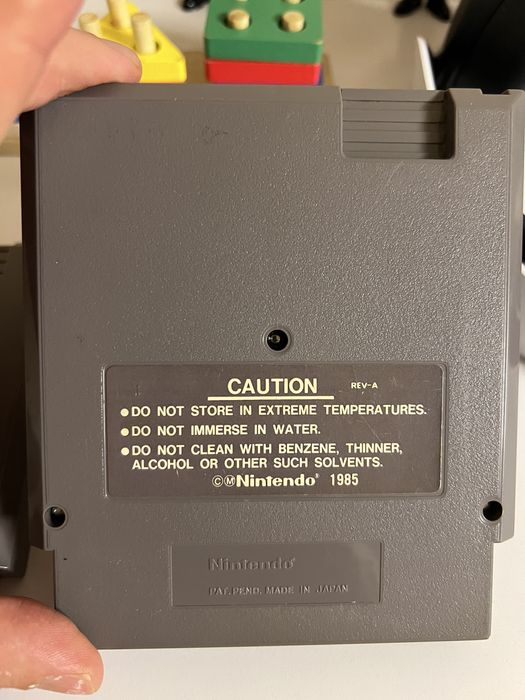 CAUTION REV-A
●DO NOT STORE IN EXTREME TEMPERATURES.
●DO NOT IMMERSE IN WATER.
●DO NOT CLEAN WITH BENZENE, THINNER,
ALCOHOL OR OTHER SUCH SOLVENTS.
©ⓂNintendo® 1985
Nintendo®
PAT. PEND. MADE IN JAPAN